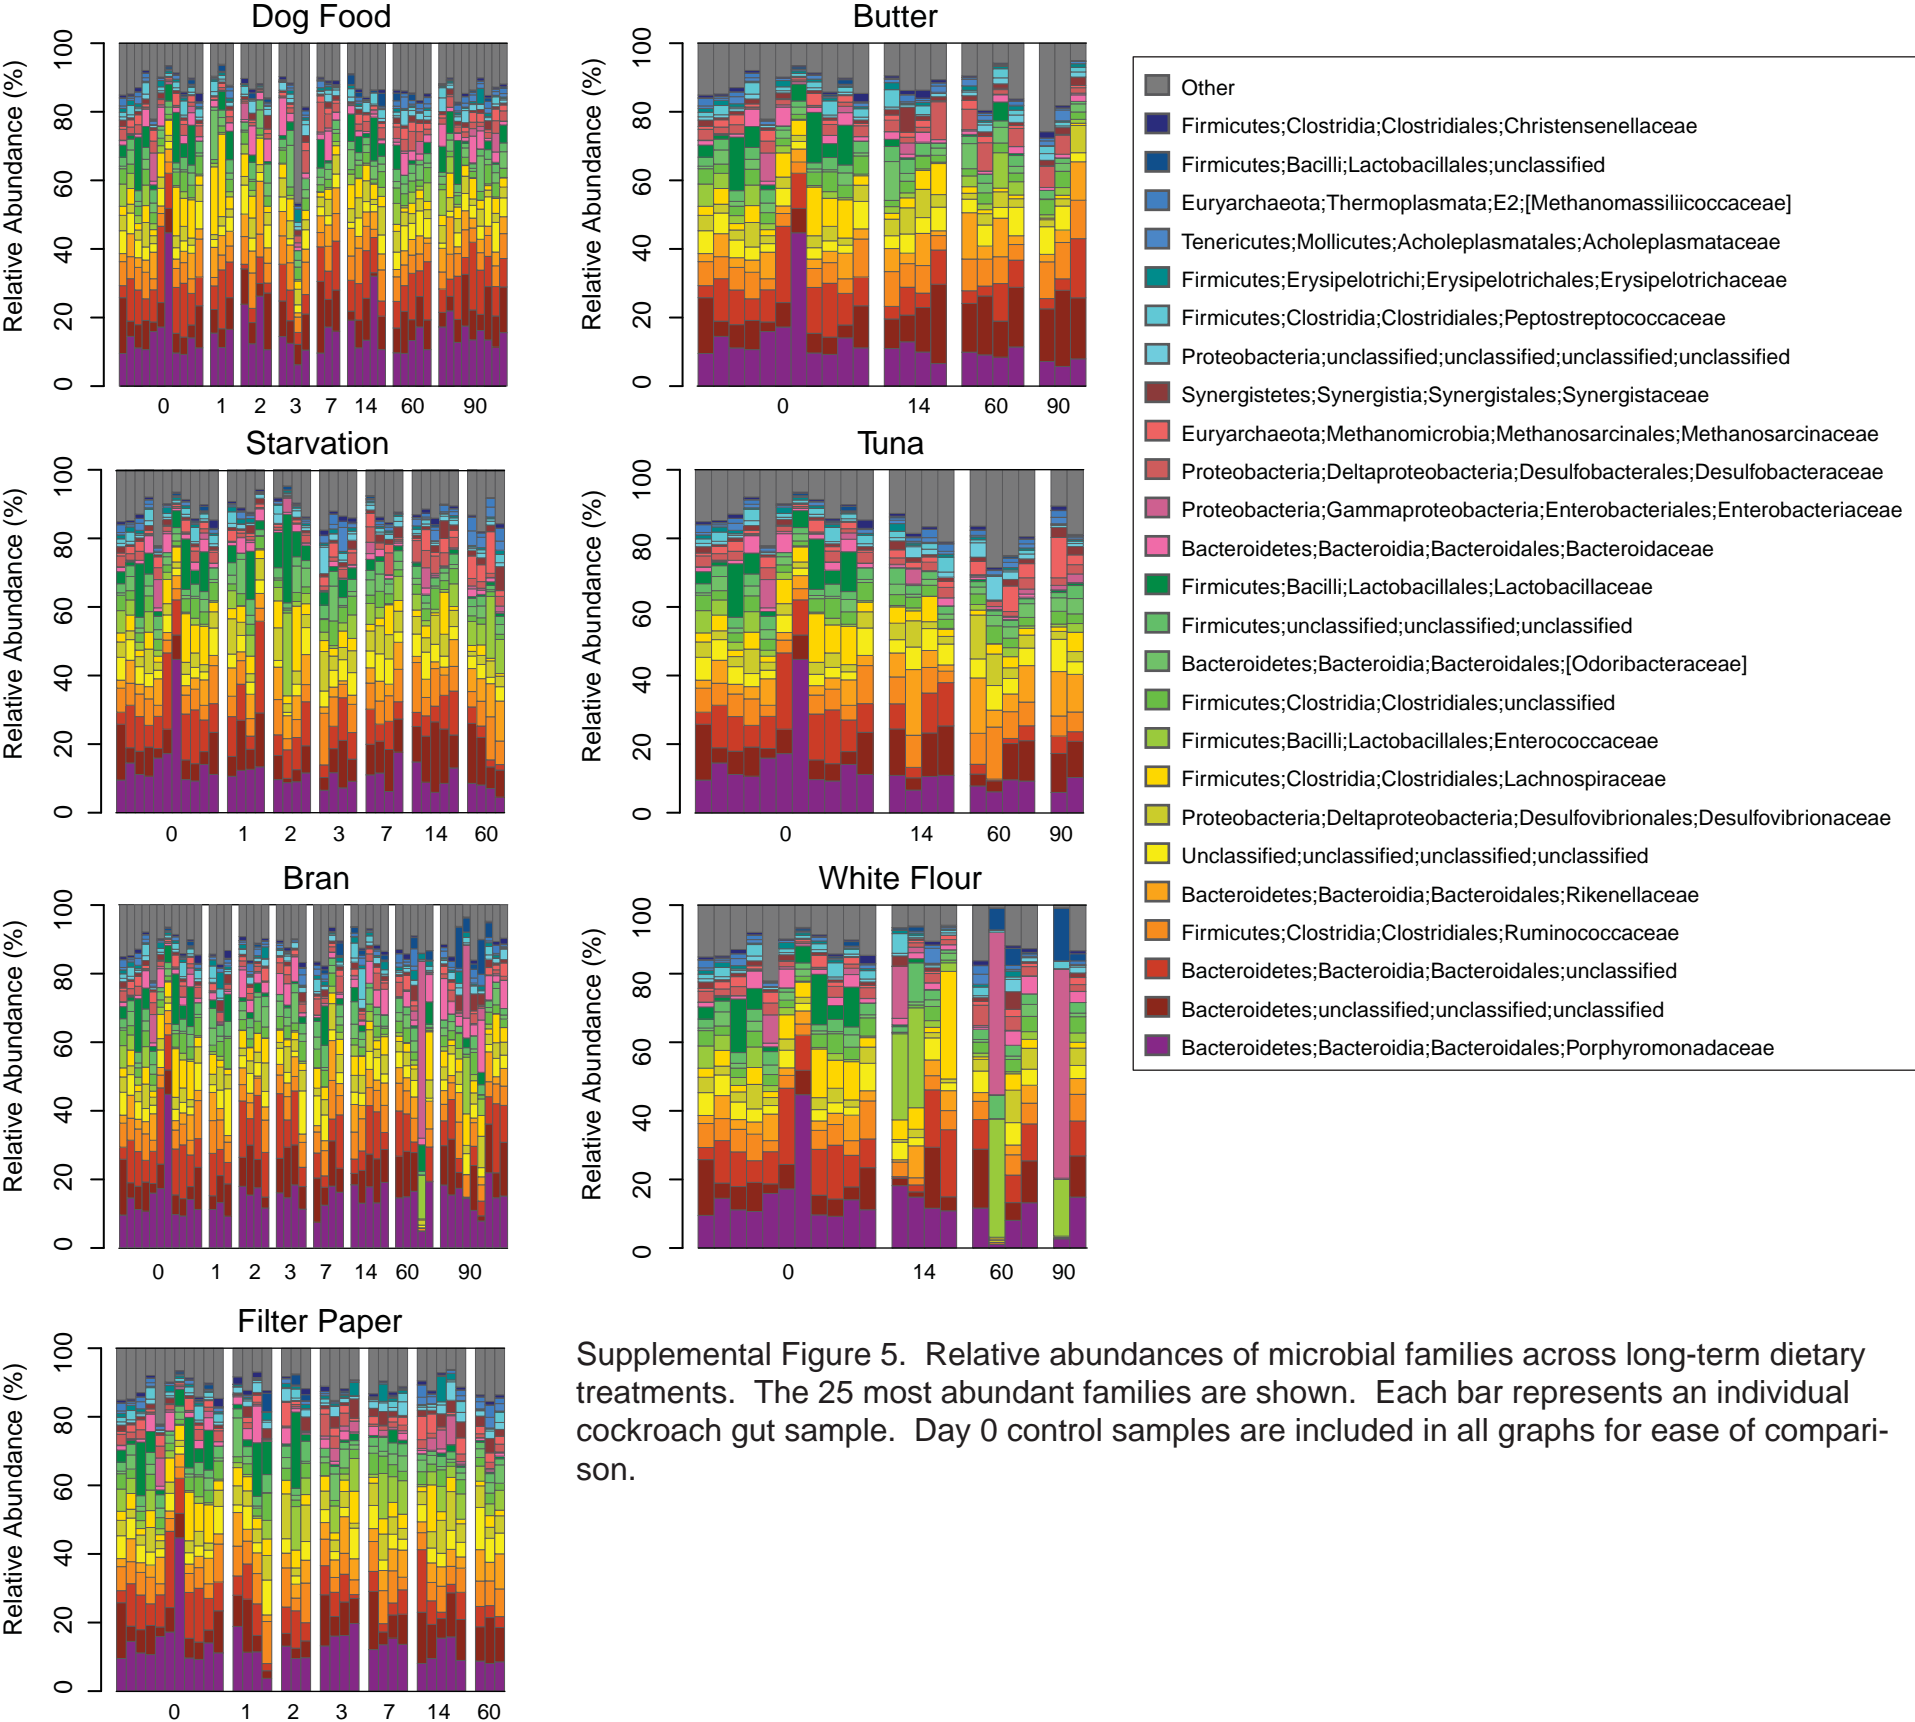 Dog Food
Relative Abundance (%)
0 20 40 60 80 100
0 1 2 3 7 14 60 90
Butter
Relative Abundance (%)
0 20 40 60 80 100
0 14 60 90
Starvation
Relative Abundance (%)
0 20 40 60 80 100
0 1 2 3 7 14 60
Tuna
Relative Abundance (%)
0 20 40 60 80 100
0 14 60 90
Bran
Relative Abundance (%)
0 20 40 60 80 100
0 1 2 3 7 14 60 90
White Flour
Relative Abundance (%)
0 20 40 60 80 100
0 14 60 90
Filter Paper
Relative Abundance (%)
0 20 40 60 80 100
0 1 2 3 7 14 60
Other
Firmicutes;Clostridia;Clostridiales;Christensenellaceae
Firmicutes;Bacilli;Lactobacillales;unclassified
Euryarchaeota;Thermoplasmata;E2;[Methanomassiliicoccaceae]
Tenericutes;Mollicutes;Acholeplasmatales;Acholeplasmataceae
Firmicutes;Erysipelotrichi;Erysipelotrichales;Erysipelotrichaceae
Firmicutes;Clostridia;Clostridiales;Peptostreptococcaceae
Proteobacteria;unclassified;unclassified;unclassified;unclassified
Synergistetes;Synergistia;Synergistales;Synergistaceae
Euryarchaeota;Methanomicrobia;Methanosarcinales;Methanosarcinaceae
Proteobacteria;Deltaproteobacteria;Desulfobacterales;Desulfobacteraceae
Proteobacteria;Gammaproteobacteria;Enterobacteriales;Enterobacteriaceae
Bacteroidetes;Bacteroidia;Bacteroidales;Bacteroidaceae
Firmicutes;Bacilli;Lactobacillales;Lactobacillaceae
Firmicutes;unclassified;unclassified;unclassified
Bacteroidetes;Bacteroidia;Bacteroidales;[Odoribacteraceae]
Firmicutes;Clostridia;Clostridiales;unclassified
Firmicutes;Bacilli;Lactobacillales;Enterococcaceae
Firmicutes;Clostridia;Clostridiales;Lachnospiraceae
Proteobacteria;Deltaproteobacteria;Desulfovibrionales;Desulfovibrionaceae
Unclassified;unclassified;unclassified;unclassified
Bacteroidetes;Bacteroidia;Bacteroidales;Rikenellaceae
Firmicutes;Clostridia;Clostridiales;Ruminococcaceae
Bacteroidetes;Bacteroidia;Bacteroidales;unclassified
Bacteroidetes;unclassified;unclassified;unclassified
Bacteroidetes;Bacteroidia;Bacteroidales;Porphyromonadaceae
Supplemental Figure 5.  Relative abundances of microbial families across long-term dietary
treatments.  The 25 most abundant families are shown.  Each bar represents an individual
cockroach gut sample.  Day 0 control samples are included in all graphs for ease of compari-
son.